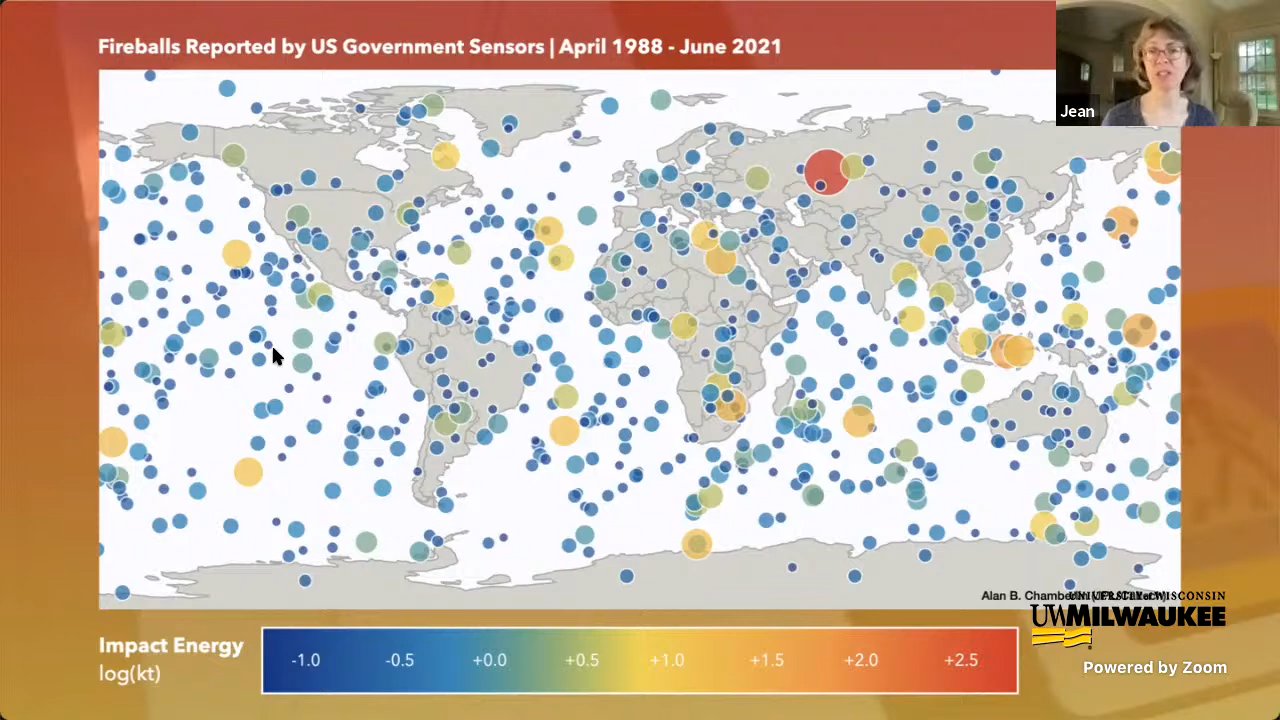 Fireballs Reported by US Government Sensors | April 1988 - June 2021
Jean
Alan B. Chamberlin
UNIVERSITY of WISCONSIN
UWMILWAUKEE
Impact Energy
log(kt)
-1.0 -0.5 +0.0 +0.5 +1.0 +1.5 +2.0 +2.5
Powered by Zoom